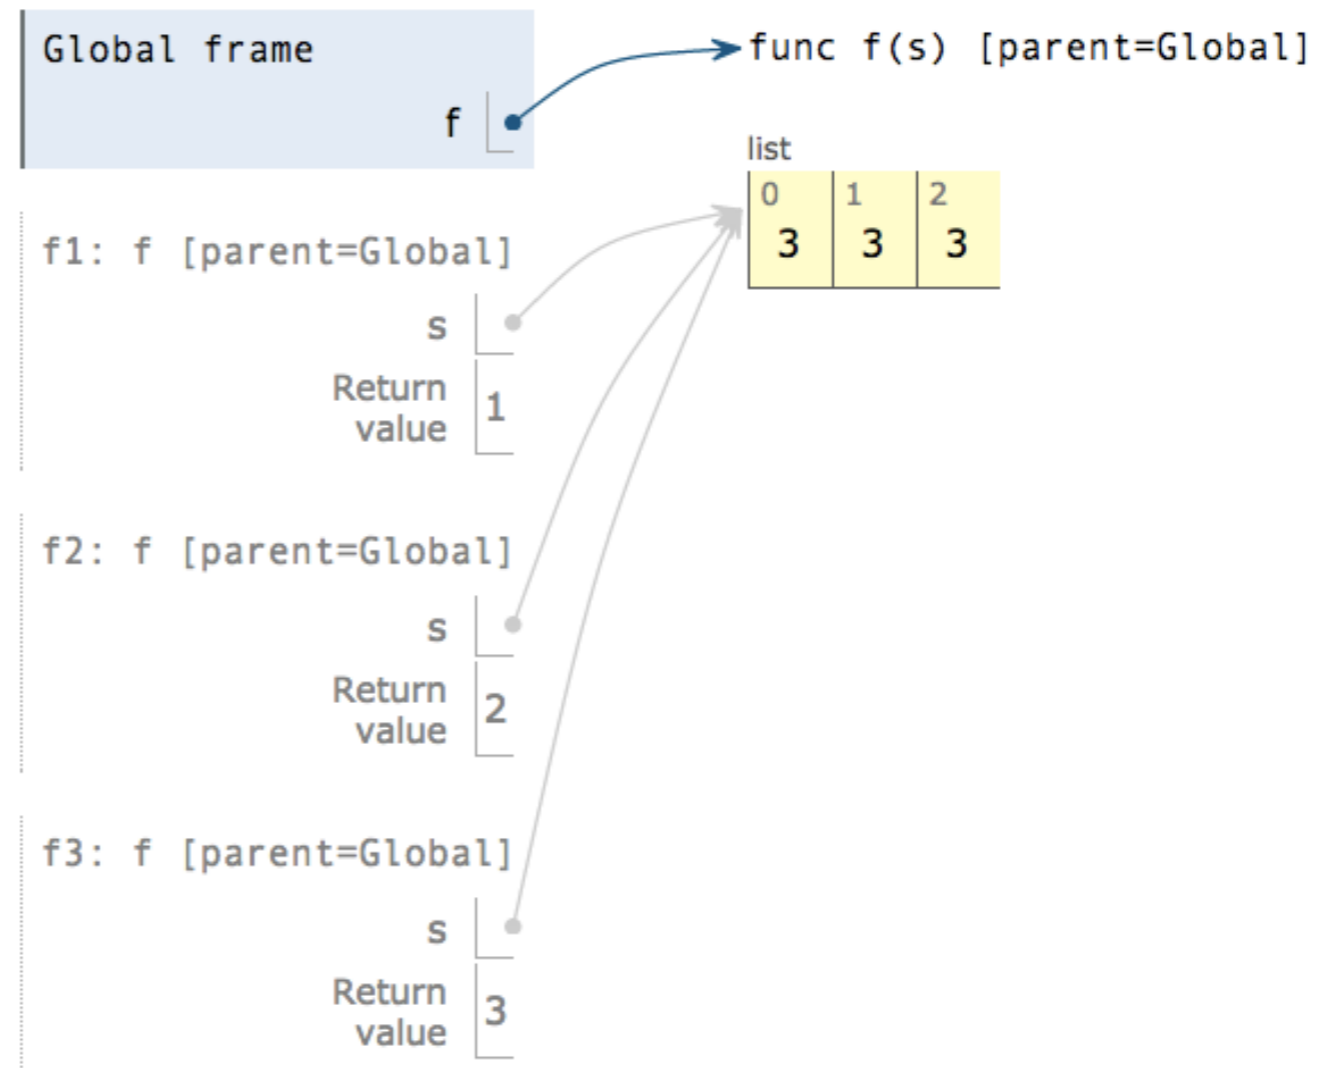 Global frame
f
func f(s) [parent=Global]
list
0 1 2
3 3 3
f1: f [parent=Global]
s
Return
value
1
f2: f [parent=Global]
s
Return
value
2
f3: f [parent=Global]
s
Return
value
3